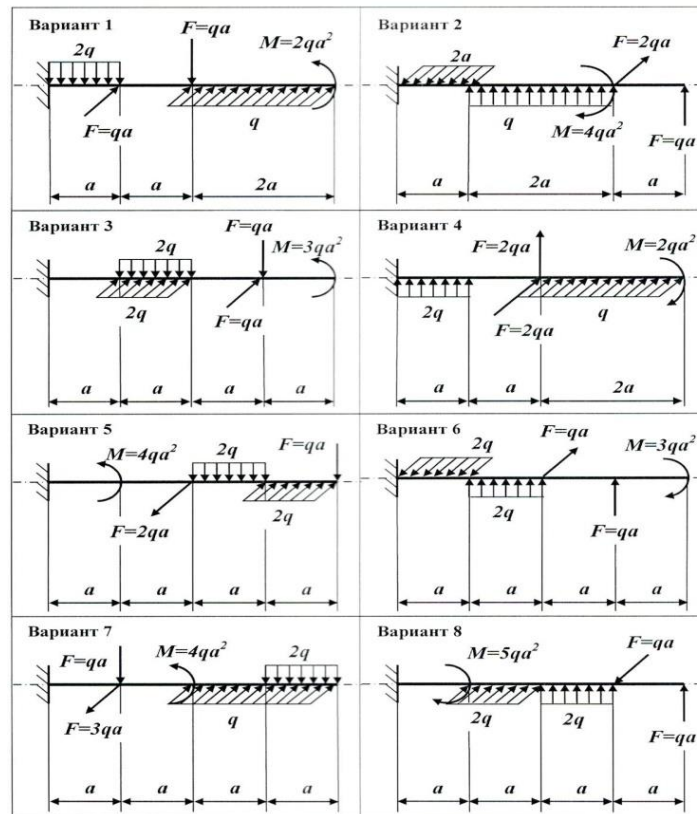 Вариант 1
2q
F=qa
M=2qa²
F=qa
q
a
a
2a
Вариант 2
2a
F=2qa
q
M=4qa²
F=qa
a
2a
a
Вариант 3
2q
F=qa
M=3qa²
2q
F=qa
a
a
a
a
Вариант 4
F=2qa
M=2qa²
2q
F=2qa
q
a
a
2a
Вариант 5
M=4qa²
2q
F=qa
F=2qa
2q
a
a
a
a
Вариант 6
2q
F=qa
M=3qa²
2q
F=qa
a
a
a
a
Вариант 7
F=qa
M=4qa²
2q
F=3qa
q
a
a
a
a
Вариант 8
M=5qa²
F=qa
2q
2q
F=qa
a
a
a
a